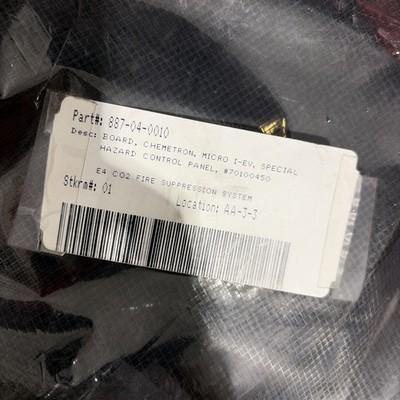 Part#: 887-04-0010
Desc: BOARD, CHEMETRON, MICRO I-EV, SPECIAL
HAZARD CONTROL PANEL, #70100450
E4 CO2 FIRE SUPPRESSION SYSTEM
Stkrm#: 01
Location: AA-J-3